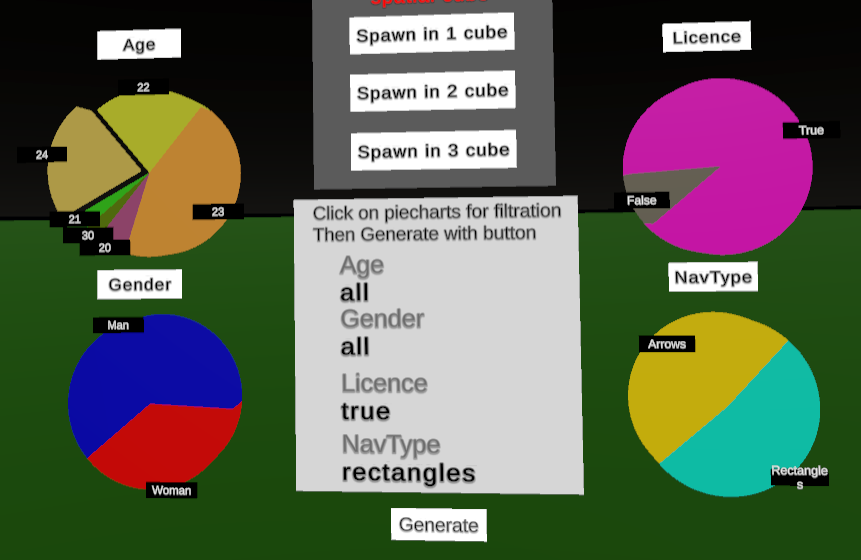 Age
22
24
21
30
20
23
Gender
Man
Woman
Spawn in 1 cube
Spawn in 2 cube
Spawn in 3 cube
Click on piecharts for filtration
Then Generate with button
Age
all
Gender
all
Licence
true
NavType
rectangles
Generate
Licence
True
False
NavType
Arrows
Rectangle
s